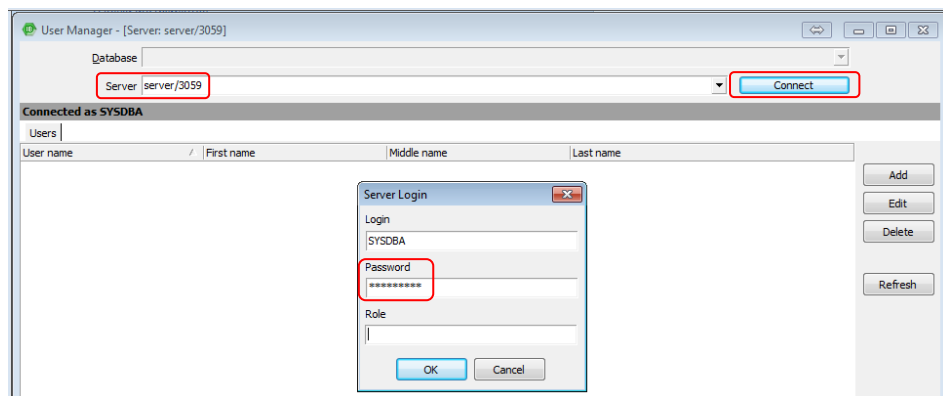 User Manager - [Server: server/3059]
Database
Server server/3059 Connect
Connected as SYSDBA
Users
User name / First name Middle name Last name
Add
Edit
Delete
Refresh
Server Login
Login
SYSDBA
Password
*********
Role
OK Cancel